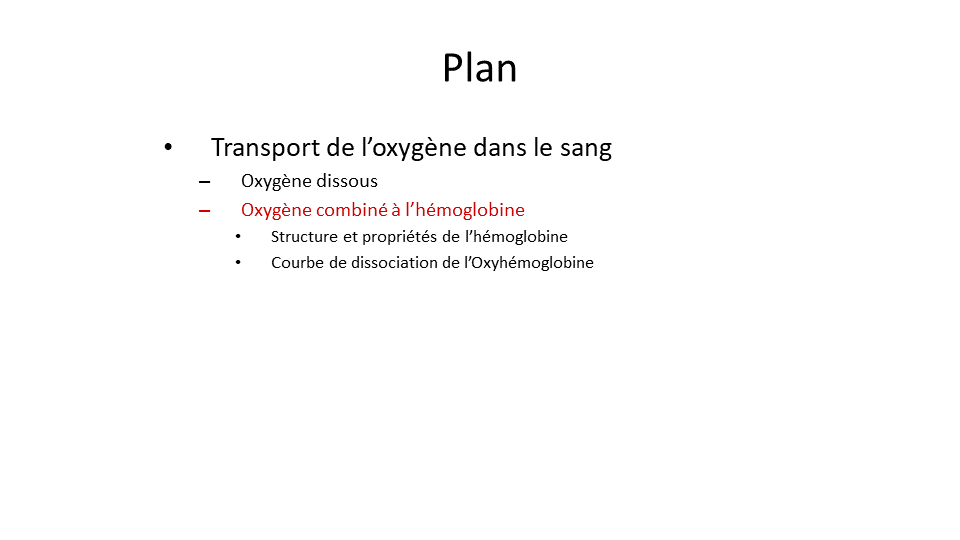 Plan
• Transport de l’oxygène dans le sang
– Oxygène dissous
– Oxygène combiné à l’hémoglobine
• Structure et propriétés de l’hémoglobine
• Courbe de dissociation de l’Oxyhémoglobine